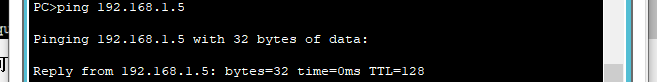 PC>ping 192.168.1.5
Pinging 192.168.1.5 with 32 bytes of data:
Reply from 192.168.1.5: bytes=32 time=0ms TTL=128